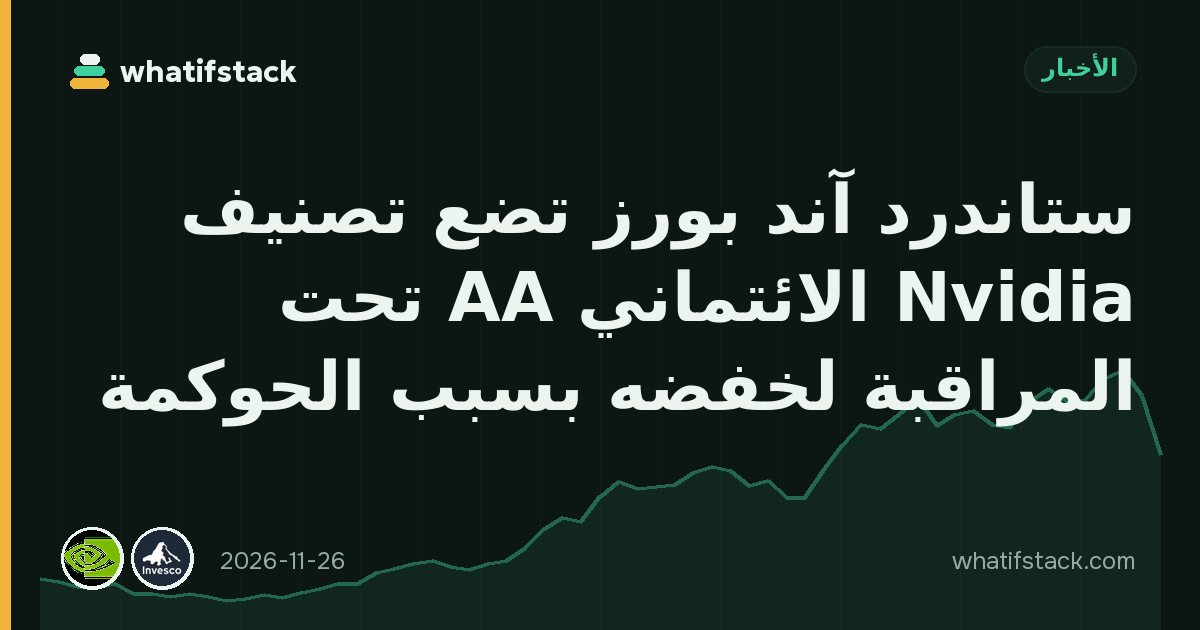 whatifstack
الأخبار
ستاندرد آند بورز تضع تصنيف
Nvidia الائتماني AA تحت
المراقبة لخفضه بسبب الحوكمة
Invesco
2026-11-26
whatifstack.com